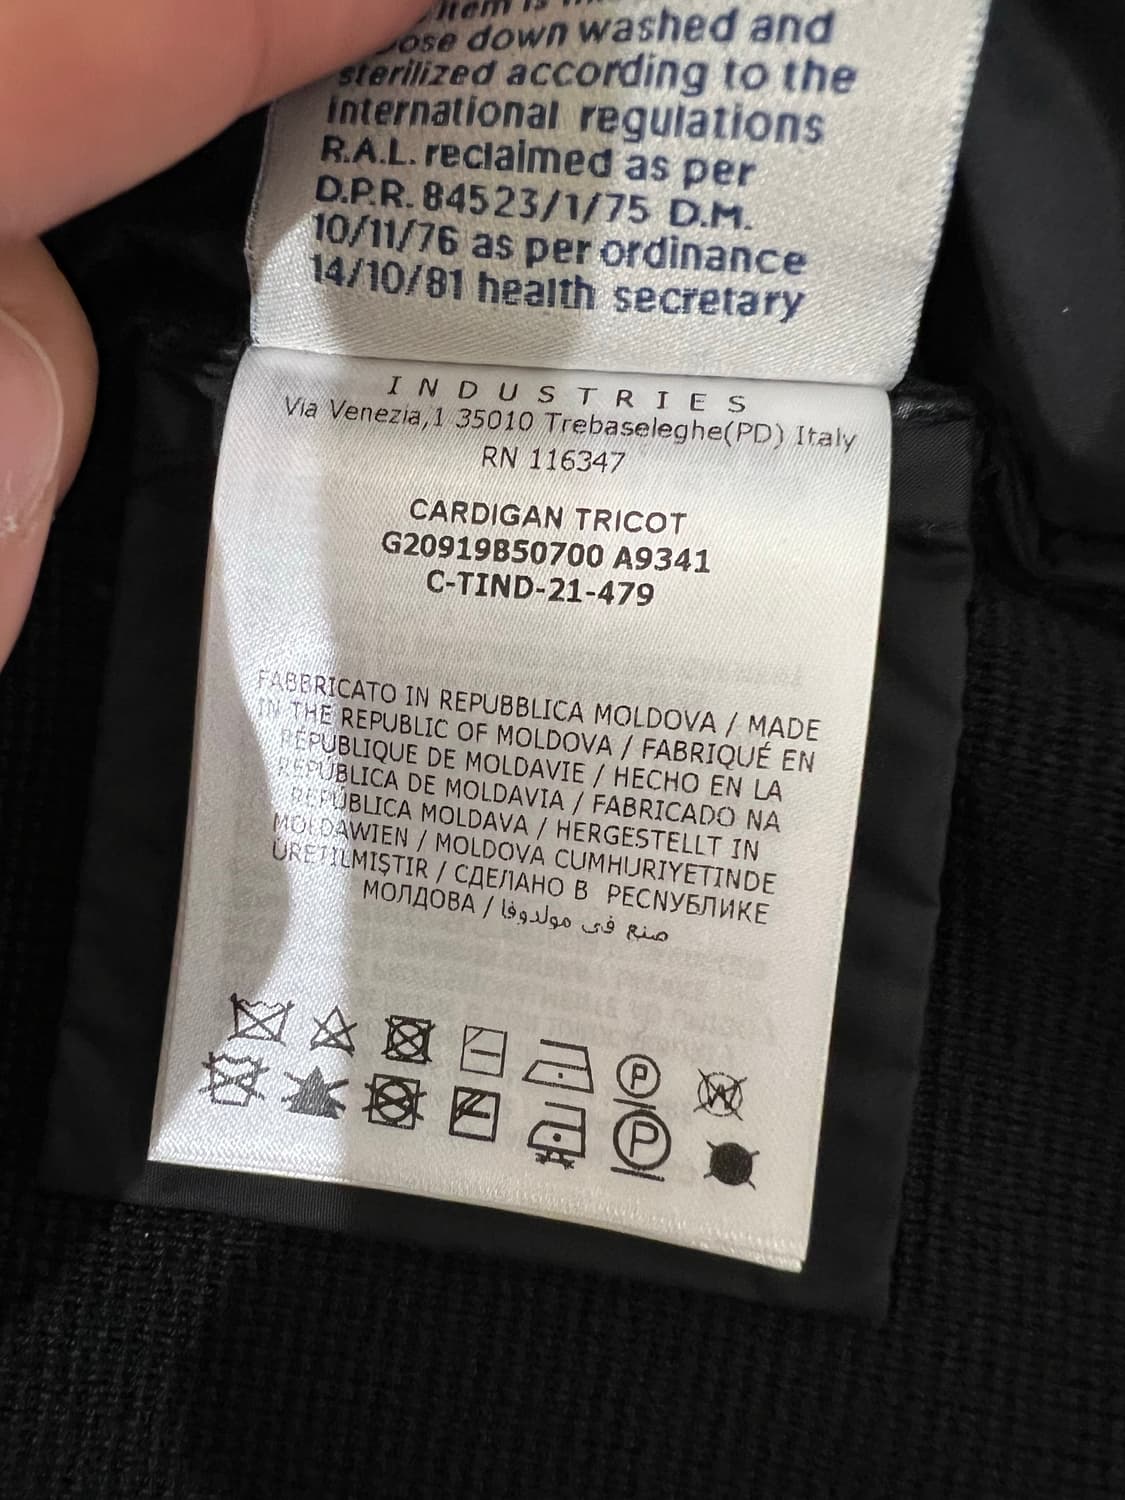 item is
oose down washed and
sterilized according to the
international regulations
R.A.L. reclaimed as per
D.P.R. 84523/1/75 D.M.
10/11/76 as per ordinance
14/10/81 health secretary
INDUSTRIES
Via Venezia,1 35010 Trebaseleghe(PD) Italy
RN 116347
CARDIGAN TRICOT
G20919B50700 A9341
C-TIND-21-479
FABBRICATO IN REPUBBLICA MOLDOVA / MADE
IN THE REPUBLIC OF MOLDOVA / FABRIQUÉ EN
RÉPUBLIQUE DE MOLDAVIE / HECHO EN LA
REPÚBLICA DE MOLDAVIA / FABRICADO NA
REPÚBLICA MOLDAVA / HERGESTELLT IN
MOLDAWIEN / MOLDOVA CUMHURIYETINDE
ÜRETILMIŞTIR / СДЕЛАНО В РЕСПУБЛИКЕ
МОЛДОВА / صنع في مولدوفا
P W
P